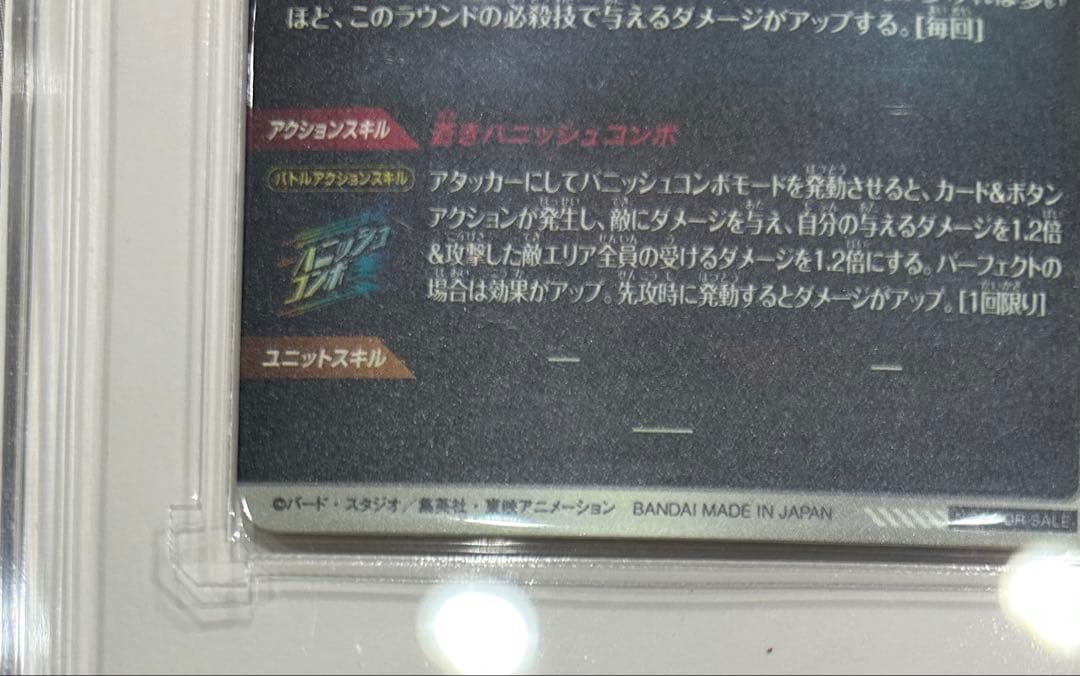 ほど、このラウンドの必殺技で与えるダメージがアップする。[毎回]
アクションスキル 蒼きバニッシュコンボ
バトルアクションスキル
アタッカーにしてバニッシュコンボモードを発動させると、カード&ボタン
アクションが発生し、敵にダメージを与え、自分の与えるダメージを1.2倍
&攻撃した敵エリア全員の受けるダメージを1.2倍にする。パーフェクトの
場合は効果がアップ。先攻時に発動するとダメージがアップ。[1回限り]
バニッシュ
コンボ
ユニットスキル
©バード・スタジオ/集英社・東映アニメーション BANDAI MADE IN JAPAN
SALE